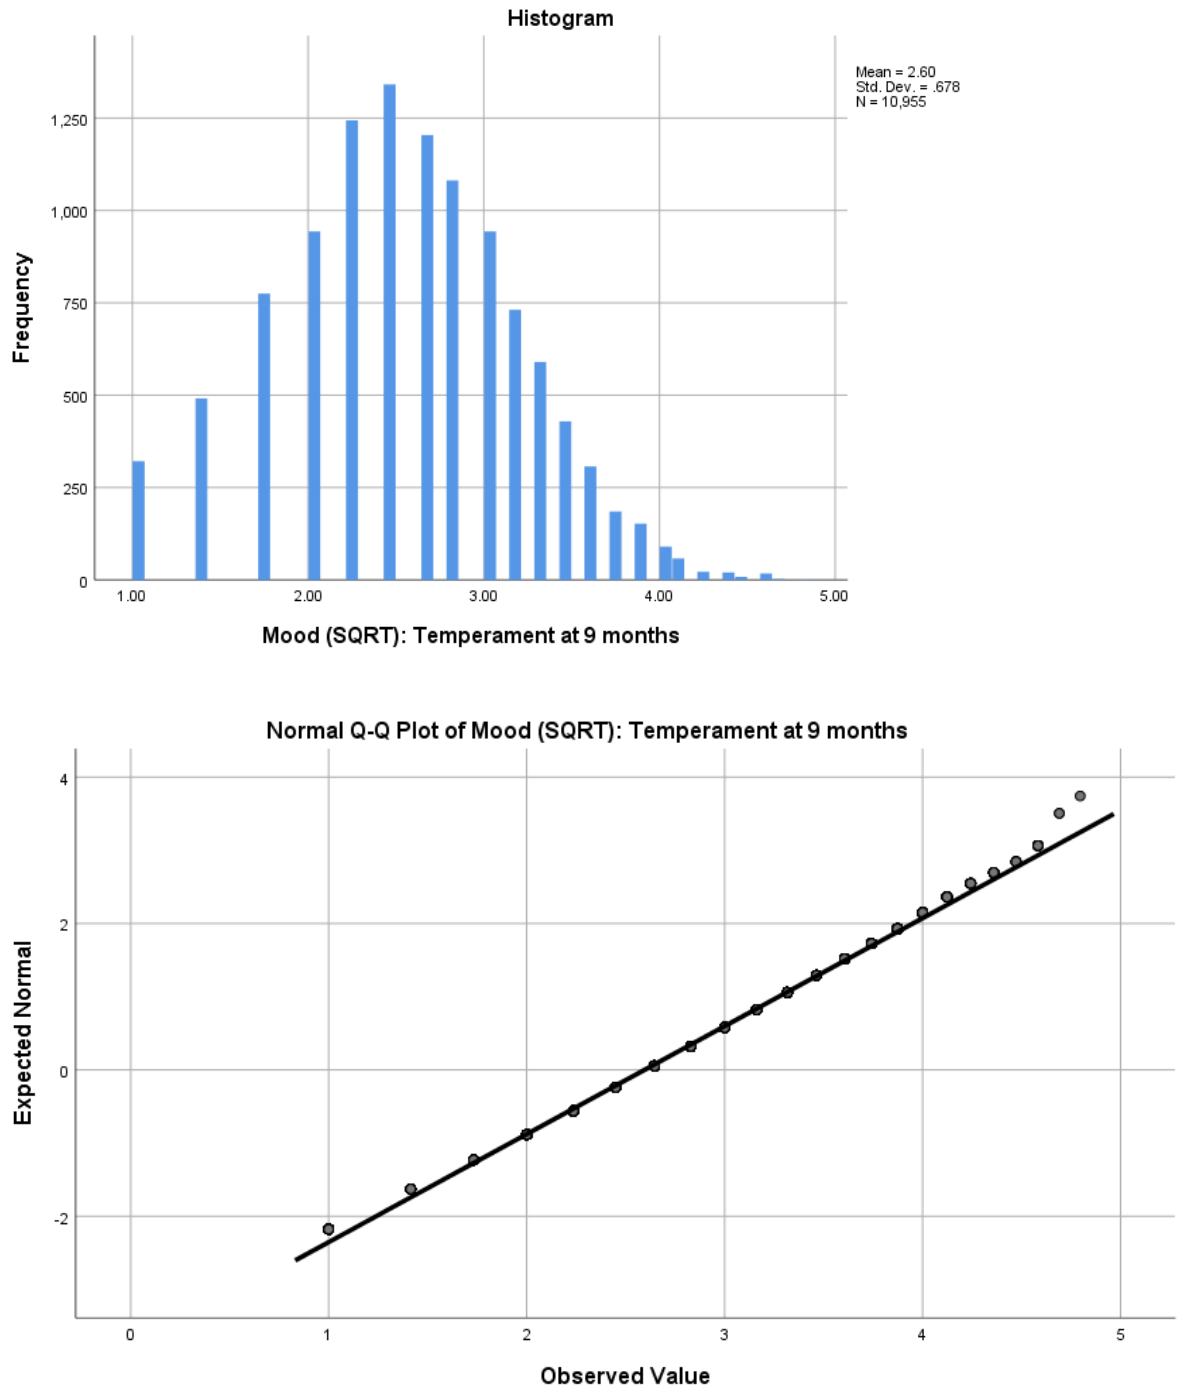 Histogram
Mean = 2.60
Std. Dev. = .678
N = 10,955
1,250
1,000
750
500
250
0
Frequency
1.00 2.00 3.00 4.00 5.00
Mood (SQRT): Temperament at 9 months
Normal Q-Q Plot of Mood (SQRT): Temperament at 9 months
4
2
0
-2
Expected Normal
0 1 2 3 4 5
Observed Value